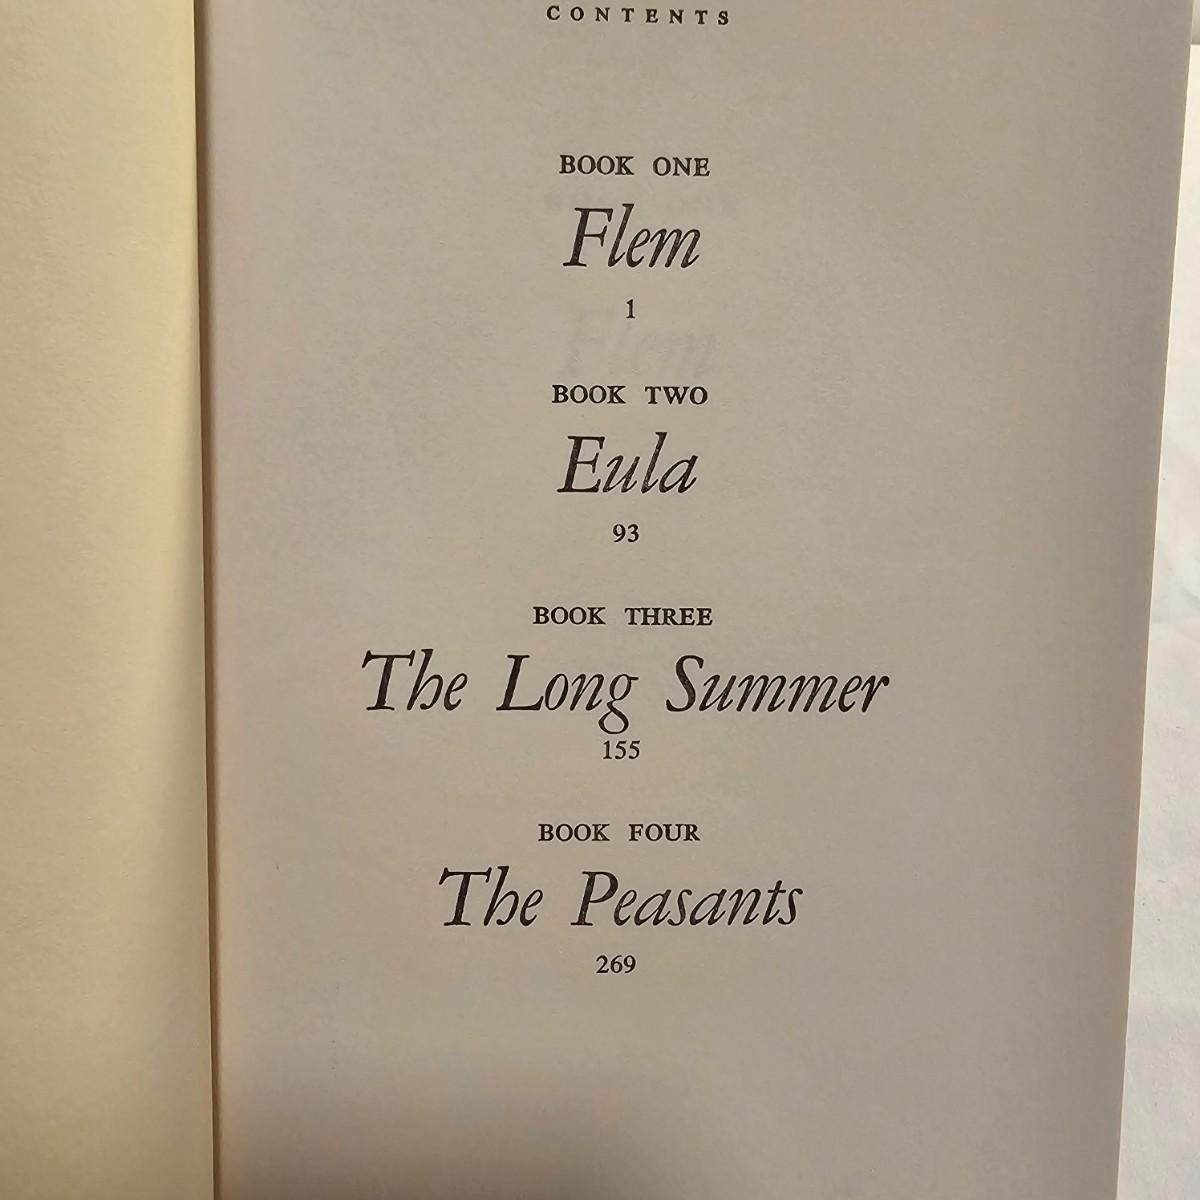 CONTENTS
BOOK ONE
Flem
1
BOOK TWO
Eula
93
BOOK THREE
The Long Summer
155
BOOK FOUR
The Peasants
269